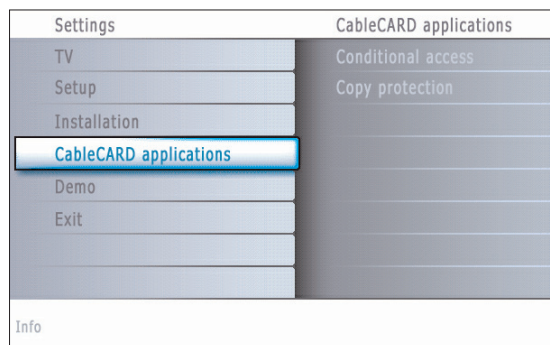 Settings
TV
Setup
Installation
CableCARD applications
Demo
Exit
CableCARD applications
Conditional access
Copy protection
Info